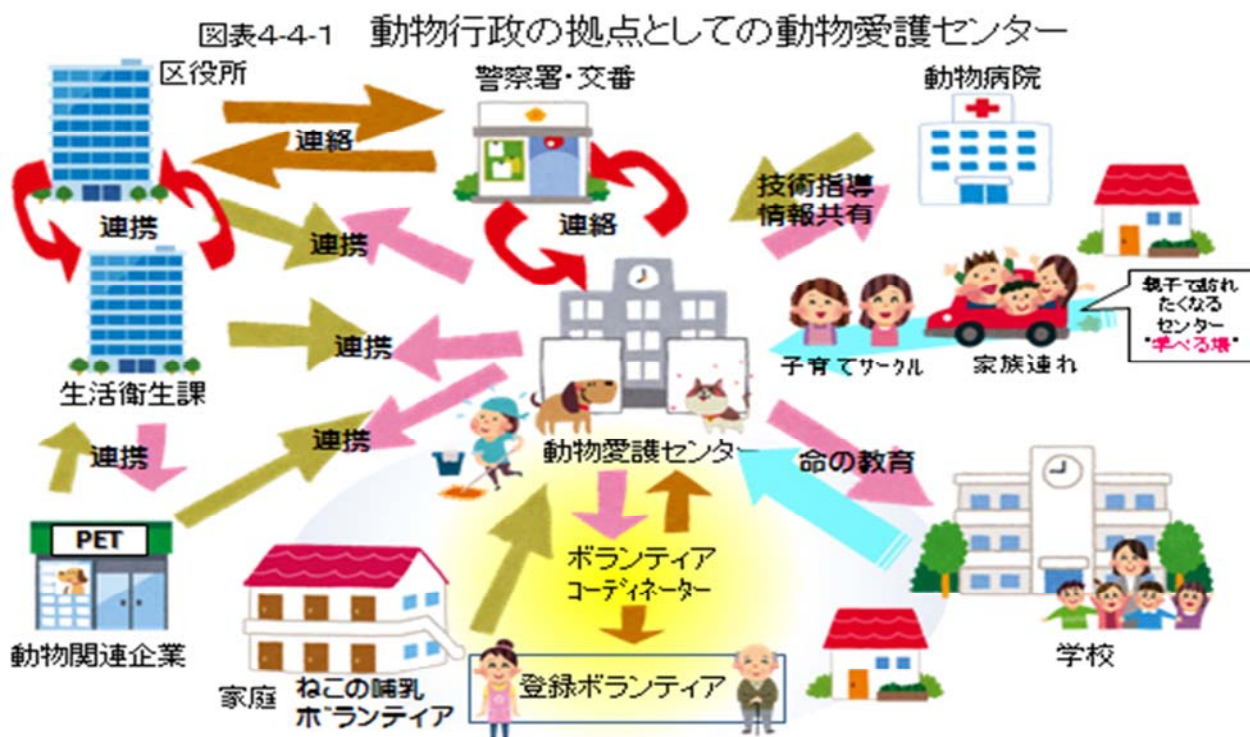 図表4-4-1 動物行政の拠点としての動物愛護センター
区役所
警察署・交番
動物病院
連絡
技術指導
情報共有
連携
連携
連絡
親子で訪れ
たくなる
センター
"学べる場"
連携
子育てサークル
家族連れ
生活衛生課
連携
連携
動物愛護センター
命の教育
PET
ボランティア
コーディネーター
動物関連企業
学校
家庭
ねこの哺乳
ボランティア
登録ボランティア